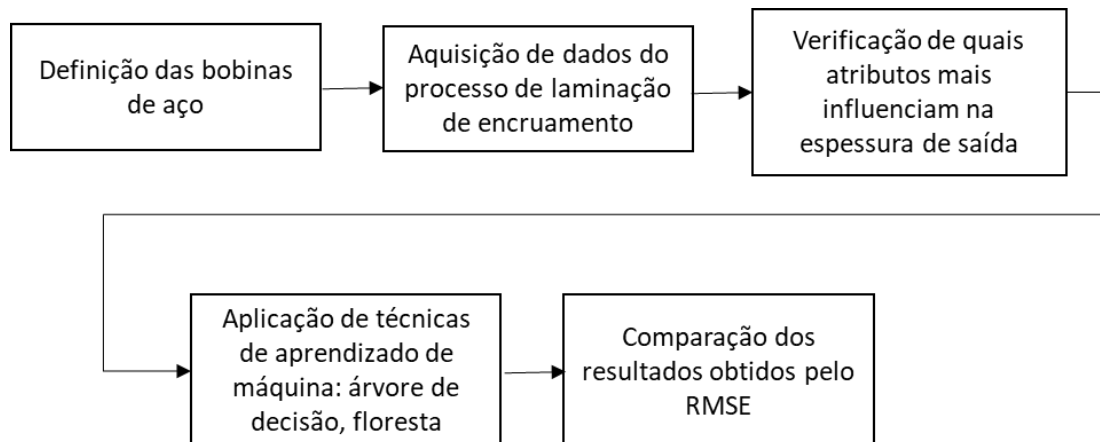 Definição das bobinas
de aço
Aquisição de dados do
processo de laminação
de encruamento
Verificação de quais
atributos mais
influenciam na
espessura de saída
Aplicação de técnicas
de aprendizado de
máquina: árvore de
decisão, floresta
Comparação dos
resultados obtidos pelo
RMSE